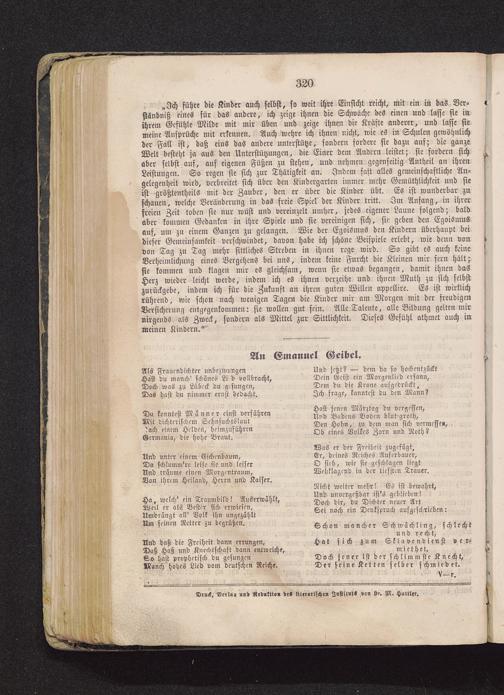 320
„Ich führe die Kinder auch selbst, so weit ihre Einsicht reicht, mit ein in das Ver-
ständniß eines für das andere, ich zeige ihnen die Schwäche des einen und lasse sie in
ihrem Gefühle Milde mit mir üben und zeige ihnen die Kräfte anderer, und lasse sie
meine Ansprüche mit erkennen. Auch wehre ich ihnen nicht, wie es in Schulen gewöhnlich
der Fall ist, daß eins das andere unterstütze, sondern fordere sie dazu auf; die ganze
Welt besteht ja aus den Unterstützungen, die Einer dem Andern leistet; sie fordern sich
aber selbst auf, auf eigenen Füßen zu stehen, und nehmen gegenseitig Antheil an ihren
Leistungen. So regen sie sich zur Thätigkeit an. Indem fast alles gemeinschaftliche An-
gelegenheit wird, verbreitet sich über den Kindergarten immer mehr Gemüthlichkeit und sie
ist größtentheils mit der Zauber, den er über die Kinder übt. Es ist wunderbar zu
schauen, welche Veränderung in das freie Spiel der Kinder tritt. Im Anfang, in ihrer
freien Zeit toben sie nur wüst und vereinzelt umher, jedes eigener Laune folgend; bald
aber kommen Gedanken in ihre Spiele und sie vereinigen sich, sie geben den Egoismus
auf, um zu einem Ganzen zu gelangen. Wie der Egoismus den Kindern überhaupt bei
dieser Gemeinsamkeit verschwindet, davon habe ich schöne Beispiele erlebt, wie denn von
von Tag zu Tag mehr sittliches Streben in ihnen rege wird. So gibt es auch keine
Verheimlichung eines Vergehens bei uns, indem keine Furcht die Kleinen mir fern hält;
sie kommen und klagen mir es gleichsam, wenn sie etwas begangen, damit ihnen das
Herz wieder leicht werde, indem ich es ihnen verzeihe und ihnen Muth zu sich selbst
zurückgebe, indem ich für die Zukunft an ihren guten Willen appellire. Es ist wirklich
rührend, wie schon nach wenigen Tagen die Kinder mir am Morgen mit der freudigen
Versicherung entgegenkommen: sie wollen gut sein. Alle Talente, alle Bildung gelten mir
nirgends als Zweck, sondern als Mittel zur Sittlichkeit. Dieses Gefühl athmet auch in
meinen Kindern.“
An Emanuel Geibel.
Als Frauendichter unbezwungen
Hast du manch' schönes Lied vollbracht,
Doch was zu Lübeck du gesungen,
Das hast du nimmer ernst bedacht.
Du konntest Männer einst verführen
Mit dichterischem Sehnsuchtslaut
Nach einem Helden, heimzuführen
Germinia, die hohe Braut.
Und unter einem Eichenbaum,
Da schlumm're leise sie und leiser
Und träume einen Morgentraum,
Von ihrem Heiland, Herrn und Kaiser.
Ha, welch' ein Traumbild! Auserwählt,
Weil er als Bester sich erwiesen,
Umdrängt all' Volk ihn ungezählt
Um seinen Retter zu begrüßen.
Und daß die Freiheit dann errungen,
Daß Haß und Knechtschaft dann entweiche,
So hast prophetisch du gesungen
Manch hohes Lied vom deutschen Reiche.
Und jetzt? — dem da so hochentzückt
Dein Geist ein Morgenlied ersann,
Dem du die Krone aufgedrückt,
Ich frage, kanntest du den Mann?
Hast jenen Märztag du vergessen,
Und Badens Boden blut-groth,
Den Hohn, zu dem man sich vermessen,
Ob eines Volkes Zorn und Noth?
Was er der Freiheit zugefügt,
Er, deines Reiches Auferbauer,
O sieh, wie sie geschlagen liegt
Wehklagend in der tiefsten Trauer.
Nicht weiter mehr! Es ist bewahrt,
Und unvergeßbar ist's geblieben!
Doch dir, du Dichter neuer Art
Sei noch ein Denkspruch aufgeschrieben:
Schon mancher Schwächling, schlecht
und recht,
Hat sich zum Sklavendienst ver-
miethet,
Doch jener ist der schlimmste Knecht,
Der seine Ketten selber schmiedet.
V—r.
Druck, Verlag und Redaktion des literarischen Instituts von Dr. M. Huttler.